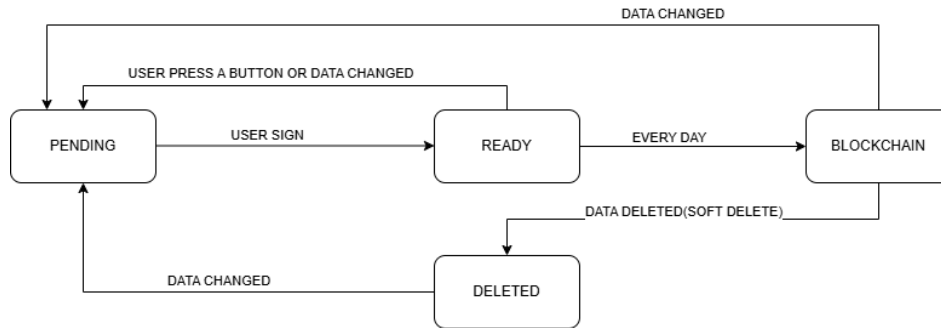 DATA CHANGED
USER PRESS A BUTTON OR DATA CHANGED
PENDING
USER SIGN
READY
EVERY DAY
BLOCKCHAIN
DATA DELETED(SOFT DELETE)
DATA CHANGED
DELETED